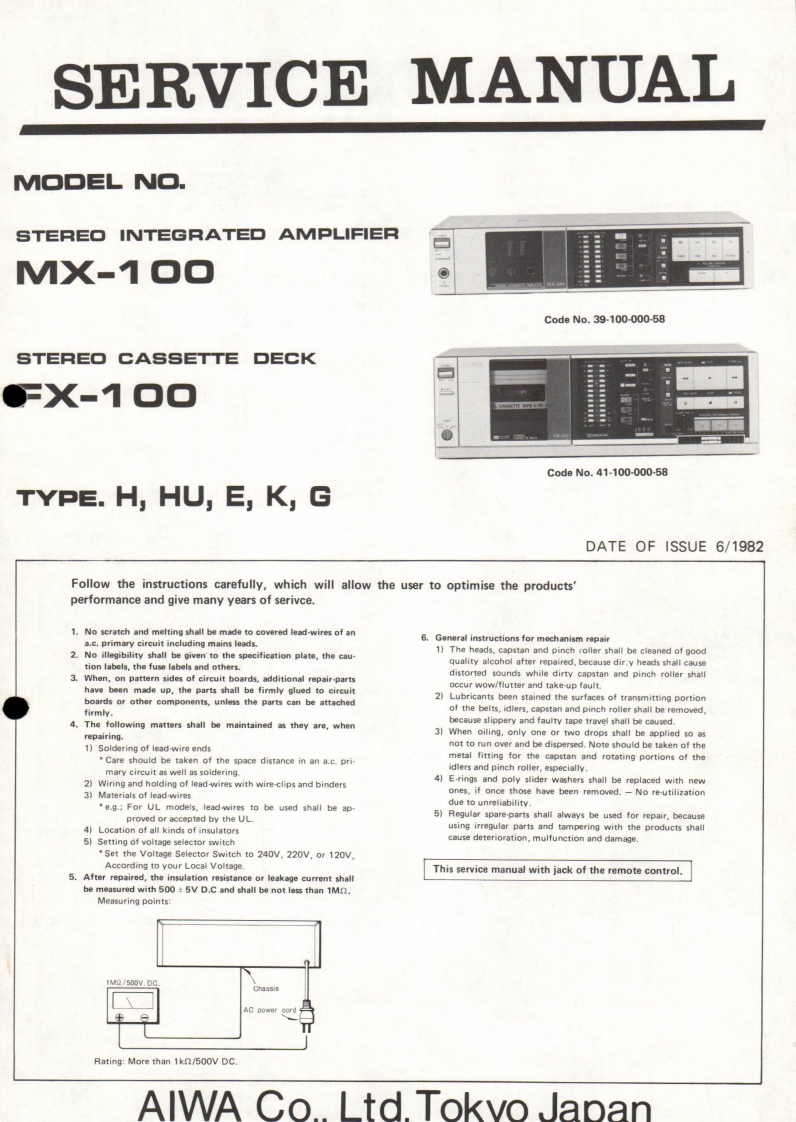 SERVICE MANUAL
MODEL NO.
STEREO INTEGRATED AMPLIFIER
MX-100
Code No. 39-100-000-58
STEREO CASSETTE DECK
FX-100
Code No. 41-100-000-58
TYPE. H, HU, E, K, G
DATE OF ISSUE 6/1982
Follow the instructions carefully, which will allow the user to optimise the products'
performance and give many years of serivce.
1. No scratch and melting shall be made to covered lead-wires of an
a.c. primary circuit including mains leads.
2. No illegibility shall be given to the specification plate, the cau-
tion labels, the fuse labels and others.
3. When, on pattern sides of circuit boards, additional repair-parts
have been made up, the parts shall be firmly glued to circuit
boards or other components, unless the parts can be attached
firmly.
4. The following matters shall be maintained as they are, when
repairing.
1) Soldering of lead-wire ends
* Care should be taken of the space distance in an a.c. pri-
mary circuit as well as soldering.
2) Wiring and holding of lead-wires with wire-clips and binders
3) Materials of lead-wires
* e.g.; For UL models, lead-wires to be used shall be ap-
proved or accepted by the UL.
4) Location of all kinds of insulators
5) Setting of voltage selector switch
* Set the Voltage Selector Switch to 240V, 220V, or 120V,
According to your Local Voltage.
5. After repaired, the insulation resistance or leakage current shall
be measured with 500 ± 5V D.C and shall be not less than 1MΩ.
Measuring points:
1MΩ/500V. DC.
Chassis
AC power cord
Rating: More than 1kΩ/500V DC.
6. General instructions for mechanism repair
1) The heads, capstan and pinch roller shall be cleaned of good
quality alcohol after repaired, because dirty heads shall cause
distorted sounds while dirty capstan and pinch roller shall
occur wow/flutter and take-up fault.
2) Lubricants been stained the surfaces of transmitting portion
of the belts, idlers, capstan and pinch roller shall be removed,
because slippery and faulty tape travel shall be caused.
3) When oiling, only one or two drops shall be applied so as
not to run over and be dispersed. Note should be taken of the
metal fitting for the capstan and rotating portions of the
idlers and pinch roller, especially.
4) E-rings and poly slider washers shall be replaced with new
ones, if once those have been removed. — No re-utilization
due to unreliability.
5) Regular spare-parts shall always be used for repair, because
using irregular parts and tampering with the products shall
cause deterioration, mulfunction and damage.
This service manual with jack of the remote control.
AIWA Co., Ltd. Tokyo Japan